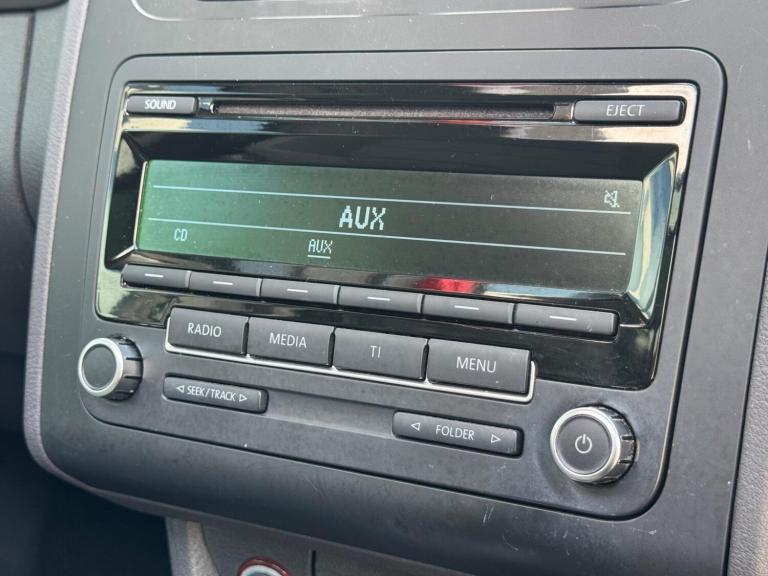 SOUND
EJECT
AUX
CD
AUX
RADIO
MEDIA
TI
MENU
SEEK/TRACK
FOLDER